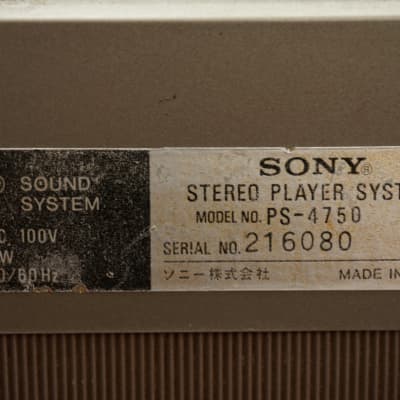 ® SOUND
SYSTEM
C. 100V
W
0/60Hz
SONY®
STEREO PLAYER SYST
MODEL NO. PS-4750
SERIAL NO. 216080
ソニー株式会社 MADE IN